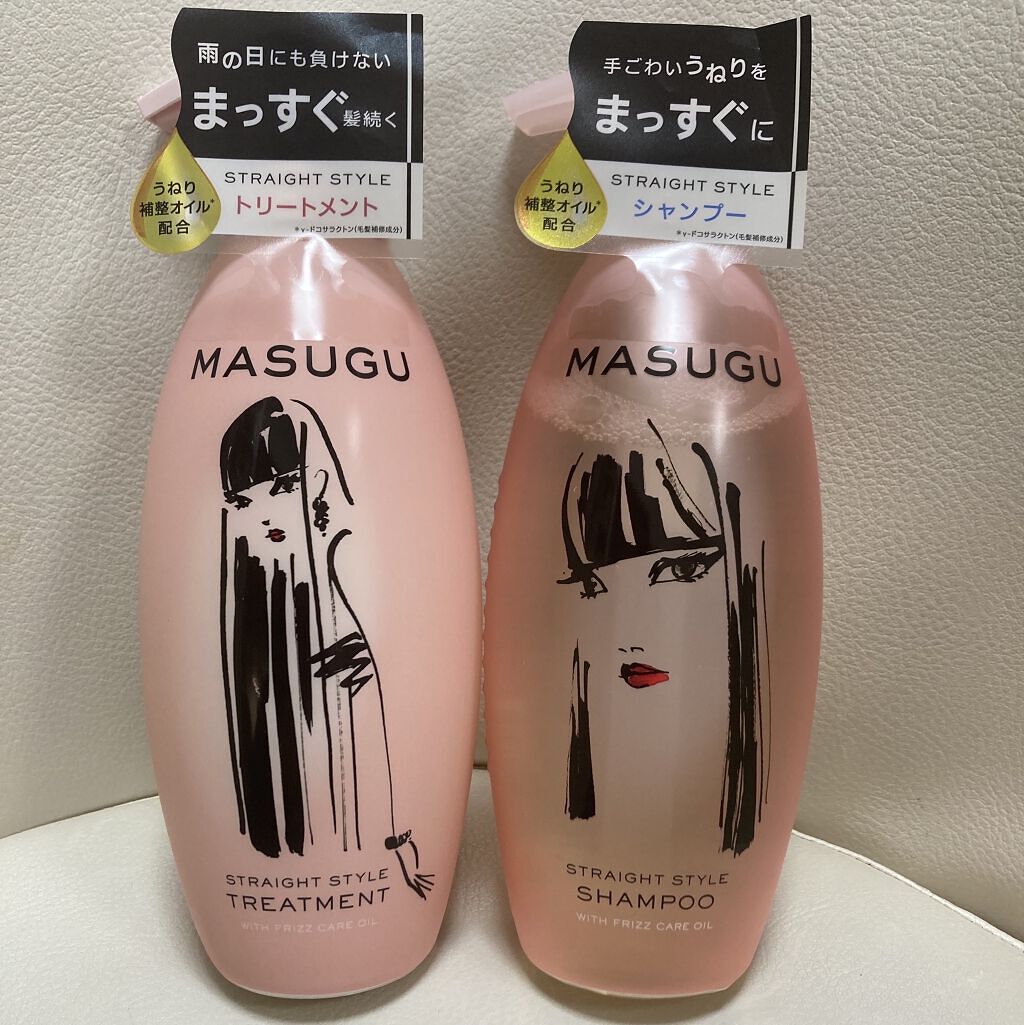 雨の日にも負けない
まっすぐ髪続く
STRAIGHT STYLE
トリートメント
うねり
補整オイル*
配合
*γ-ドコサラクトン(毛髪補修成分)
MASUGU
STRAIGHT STYLE
TREATMENT
WITH FRIZZ CARE OIL
手ごわいうねりを
まっすぐに
STRAIGHT STYLE
シャンプー
うねり
補整オイル*
配合
*γ-ドコサラクトン(毛髪補修成分)
MASUGU
STRAIGHT STYLE
SHAMPOO
WITH FRIZZ CARE OIL